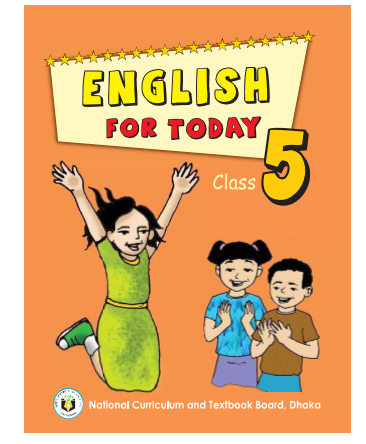 ENGLISH
FOR TODAY
Class 5
National Curriculum and Textbook Board, Dhaka